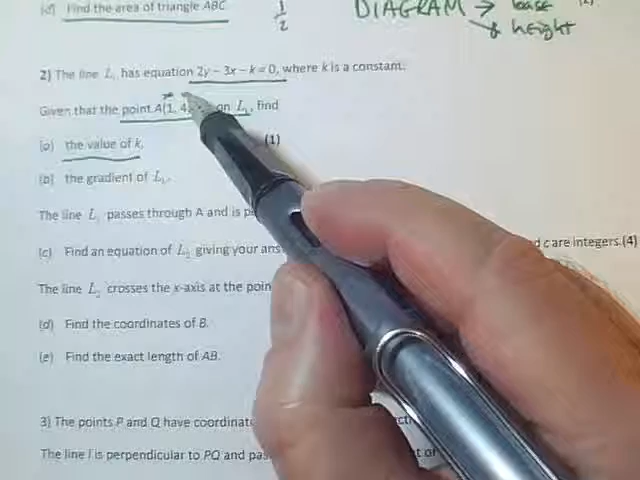 (d) Find the area of triangle ABC
1/2
DIAGRAM → base
height
2) The line L₁ has equation 2y − 3x − k = 0, where k is a constant.
Given that the point A(1, 4) on L₁, find
(a) the value of k, (1)
(b) the gradient of L₁.
The line L₂ passes through A and is
(c) Find an equation of L₂ giving your d c are integers.(4)
The line L₂ crosses the x-axis at the poin
(d) Find the coordinates of B.
(e) Find the exact length of AB.
3) The points P and Q have coordinat
The line l is perpendicular to PQ and pas t of